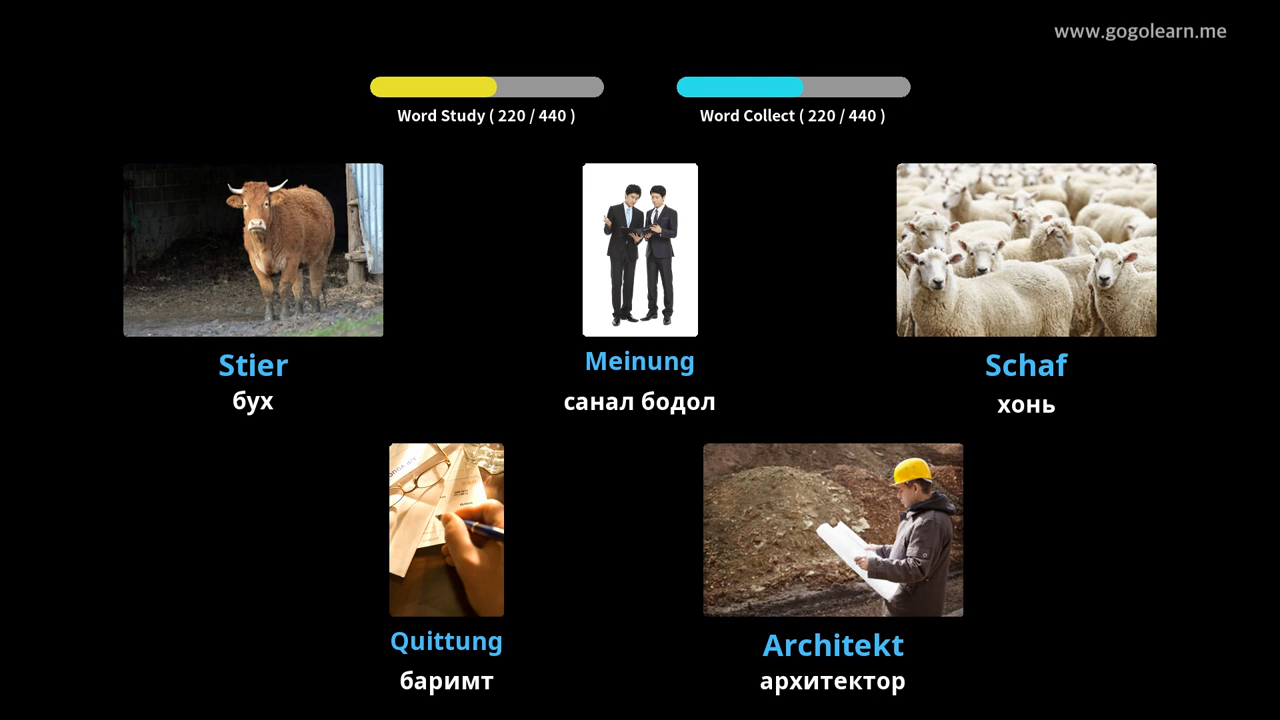 www.gogolearn.me
Word Study ( 220 / 440 )
Word Collect ( 220 / 440 )
Stier
бух
Meinung
санал бодол
Schaf
хонь
Quittung
баримт
Architekt
архитектор